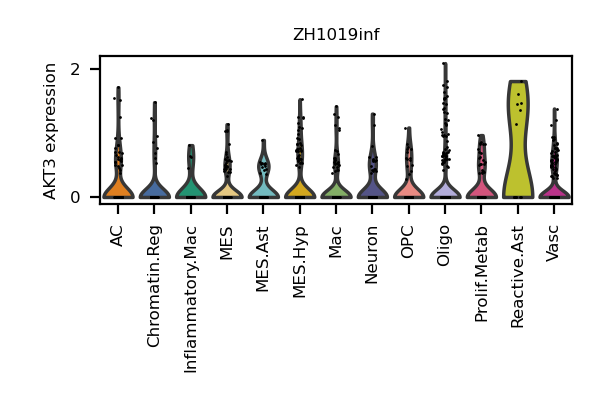 ZH1019inf
AKT3 expression
2
0
AC
Chromatin.Reg
Inflammatory.Mac
MES
MES.Ast
MES.Hyp
Mac
Neuron
OPC
Oligo
Prolif.Metab
Reactive.Ast
Vasc